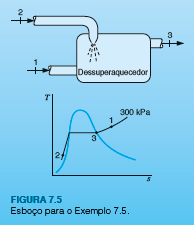 2
3
1
Dessuperaquecedor
T
300 kPa
1
3
2
s
FIGURA 7.5
Esboço para o Exemplo 7.5.